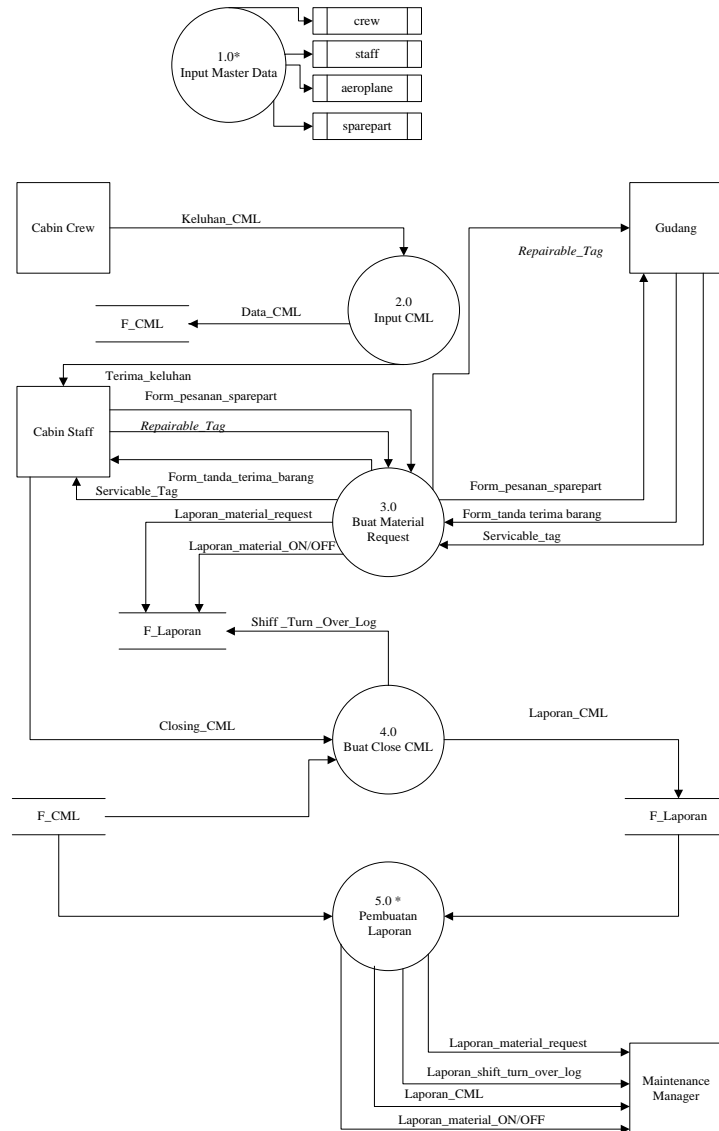 crew
1.0*
Input Master Data
staff
aeroplane
sparepart
Cabin Crew
Keluhan_CML
Repairable_Tag
Gudang
2.0
Input CML
F_CML
Data_CML
Terima_keluhan
Cabin Staff
Form_pesanan_sparepart
Repairable_Tag
Form_tanda_terima_barang
Servicable_Tag
3.0
Buat Material
Request
Form_pesanan_sparepart
Form_tanda terima barang
Servicable_tag
Laporan_material_request
Laporan_material_ON/OFF
F_Laporan
Shiff _Turn _Over_Log
Closing_CML
4.0
Buat Close CML
Laporan_CML
F_CML
F_Laporan
5.0 *
Pembuatan
Laporan
Laporan_material_request
Laporan_shift_turn_over_log
Laporan_CML
Laporan_material_ON/OFF
Maintenance
Manager